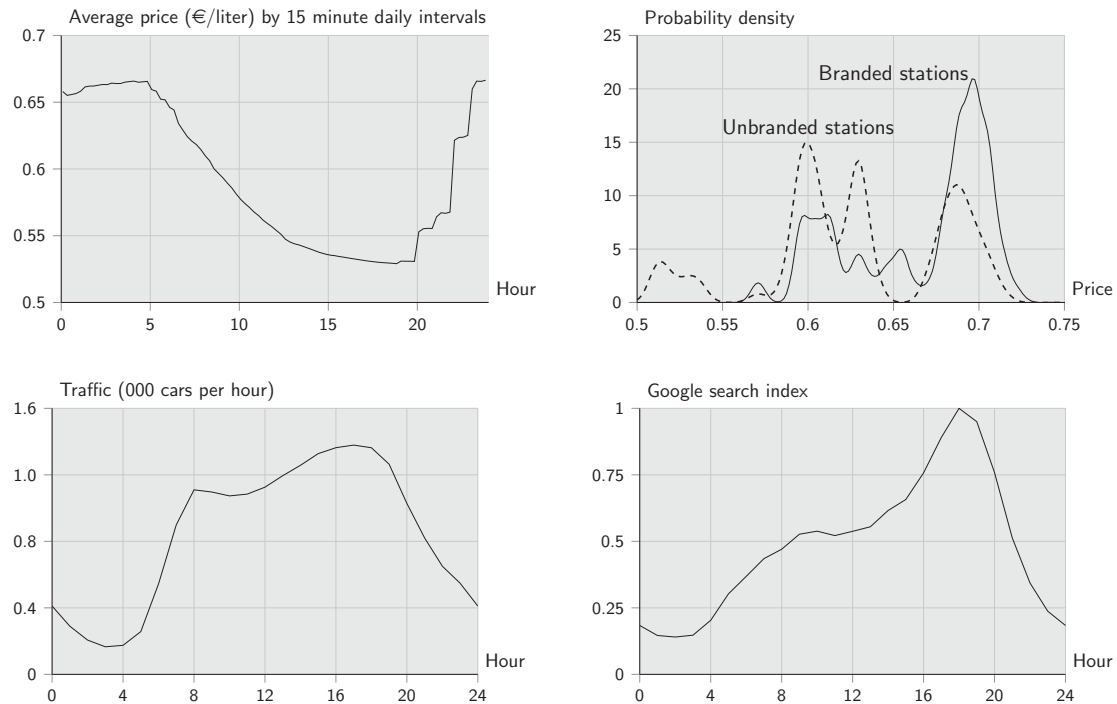 Average price (€/liter) by 15 minute daily intervals
0.7
0.65
0.6
0.55
0.5
0 5 10 15 20
Hour
Probability density
25
20
15
10
5
0
Branded stations
Unbranded stations
0.5 0.55 0.6 0.65 0.7 0.75
Price
Traffic (000 cars per hour)
1.6
1.0
0.8
0.4
0
0 4 8 12 16 20 24
Hour
Google search index
1
0.75
0.5
0.25
0
0 4 8 12 16 20 24
Hour